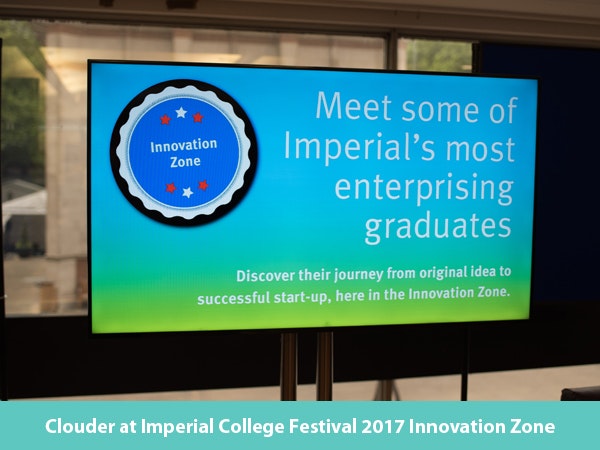 Innovation
Zone
Meet some of
Imperial's most
enterprising
graduates
Discover their journey from original idea to
successful start-up, here in the Innovation Zone.
Clouder at Imperial College Festival 2017 Innovation Zone